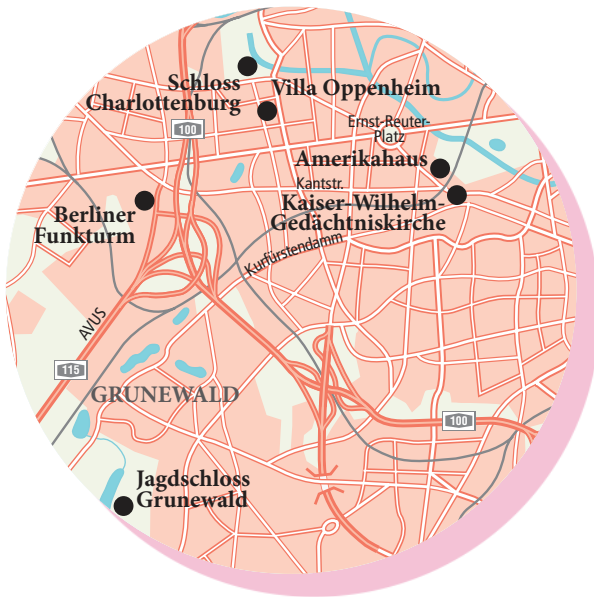 Schloss
Charlottenburg
Villa Oppenheim
100
Ernst-Reuter-
Platz
Amerikahaus
Kantstr.
Kaiser-Wilhelm-
Gedächtniskirche
Berliner
Funkturm
Kurfürstendamm
AVUS
115
GRUNEWALD
100
Jagdschloss
Grunewald